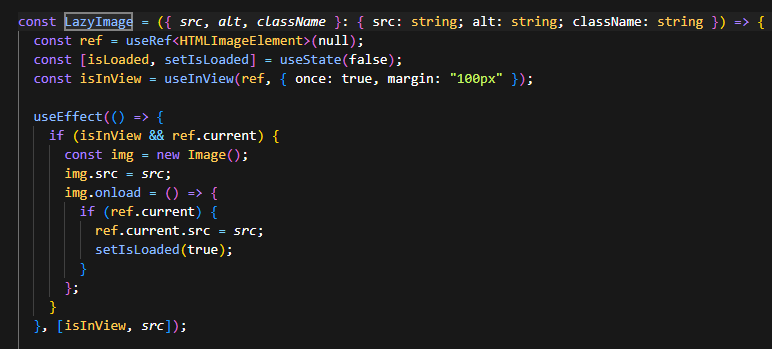 const LazyImage = ({ src, alt, className }: { src: string; alt: string; className: string }) => {
  const ref = useRef<HTMLImageElement>(null);
  const [isLoaded, setIsLoaded] = useState(false);
  const isInView = useInView(ref, { once: true, margin: "100px" });

  useEffect(() => {
    if (isInView && ref.current) {
      const img = new Image();
      img.src = src;
      img.onload = () => {
        if (ref.current) {
          ref.current.src = src;
          setIsLoaded(true);
        }
      };
    }
  }, [isInView, src]);